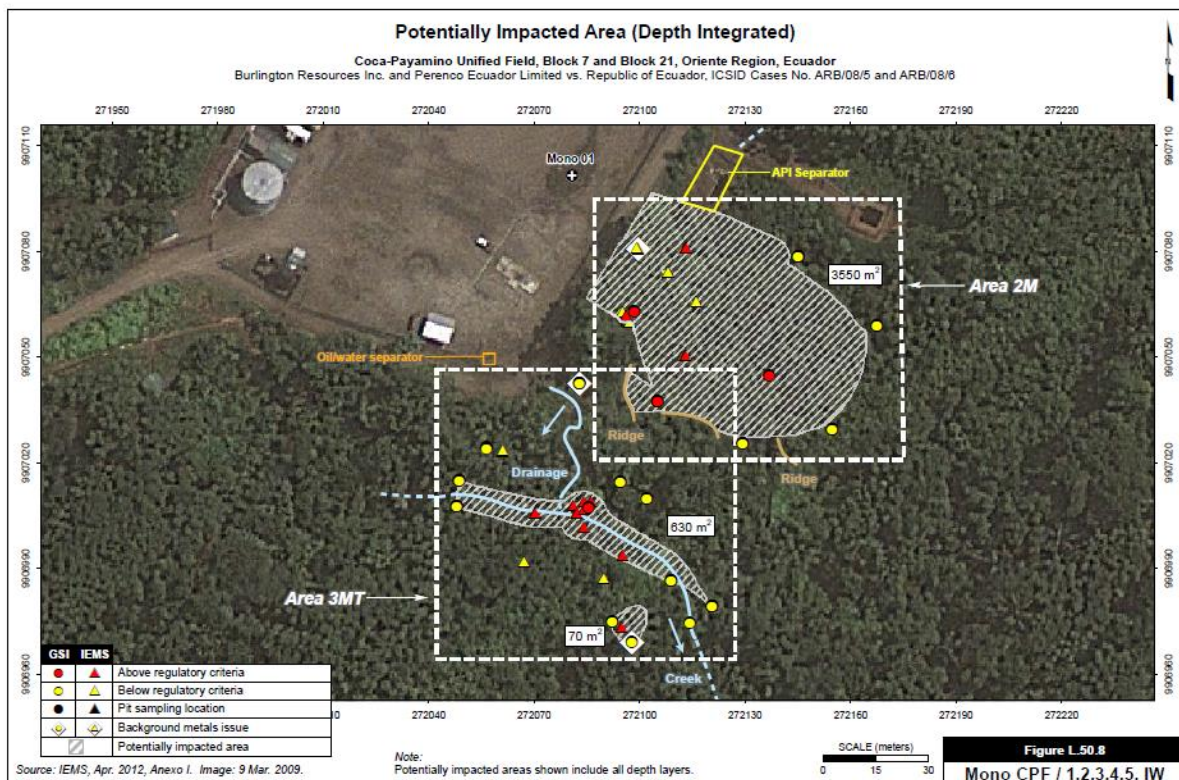 Potentially Impacted Area (Depth Integrated)
Coca-Payamino Unified Field, Block 7 and Block 21, Oriente Region, Ecuador
Burlington Resources Inc. and Perenco Ecuador Limited vs. Republic of Ecuador, ICSID Cases No. ARB/08/5 and ARB/08/6
271950 271980 272010 272040 272070 272100 272130 272160 272190 272220
9907110 9907110
Mono 01
API Separator
9907080 9907080
3550 m²
Area 2M
9907050 9907050
Oil/water separator
Ridge
9907020 9907020
Drainage
Ridge
630 m²
9906990 9906990
Area 3MT
70 m²
Creek
9906960 9906960
GSI IEMS
Above regulatory criteria
Below regulatory criteria
Pit sampling location
Background metals issue
Potentially impacted area
272040 272070 272100 272130 272160 272190 272220
Source: IEMS, Apr. 2012, Anexo I. Image: 9 Mar. 2009.
Note:
Potentially impacted areas shown include all depth layers.
SCALE (meters)
0 15 30
Figure L.50.8
Mono CPF / 1,2,3,4,5, IW